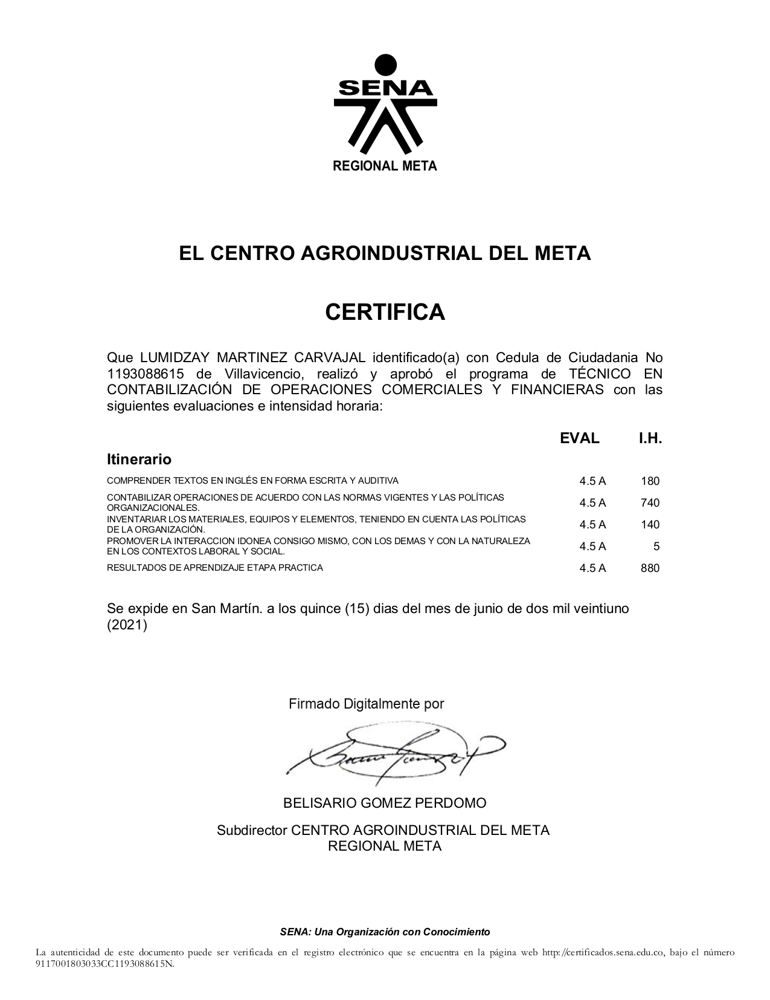 SENA
REGIONAL META
EL CENTRO AGROINDUSTRIAL DEL META
CERTIFICA
Que LUMIDZAY MARTINEZ CARVAJAL identificado(a) con Cedula de Ciudadania No
1193088615 de Villavicencio, realizó y aprobó el programa de TÉCNICO EN
CONTABILIZACIÓN DE OPERACIONES COMERCIALES Y FINANCIERAS con las
siguientes evaluaciones e intensidad horaria:
EVAL I.H.
Itinerario
COMPRENDER TEXTOS EN INGLÉS EN FORMA ESCRITA Y AUDITIVA 4.5 A 180
CONTABILIZAR OPERACIONES DE ACUERDO CON LAS NORMAS VIGENTES Y LAS POLÍTICAS
ORGANIZACIONALES. 4.5 A 740
INVENTARIAR LOS MATERIALES, EQUIPOS Y ELEMENTOS, TENIENDO EN CUENTA LAS POLÍTICAS
DE LA ORGANIZACIÓN. 4.5 A 140
PROMOVER LA INTERACCION IDONEA CONSIGO MISMO, CON LOS DEMAS Y CON LA NATURALEZA
EN LOS CONTEXTOS LABORAL Y SOCIAL. 4.5 A 5
RESULTADOS DE APRENDIZAJE ETAPA PRACTICA 4.5 A 880
Se expide en San Martín. a los quince (15) dias del mes de junio de dos mil veintiuno
(2021)
Firmado Digitalmente por
BELISARIO GOMEZ PERDOMO
Subdirector CENTRO AGROINDUSTRIAL DEL META
REGIONAL META
SENA: Una Organización con Conocimiento
La autenticidad de este documento puede ser verificada en el registro electrónico que se encuentra en la página web http://certificados.sena.edu.co, bajo el número
9117001803033CC1193088615N.